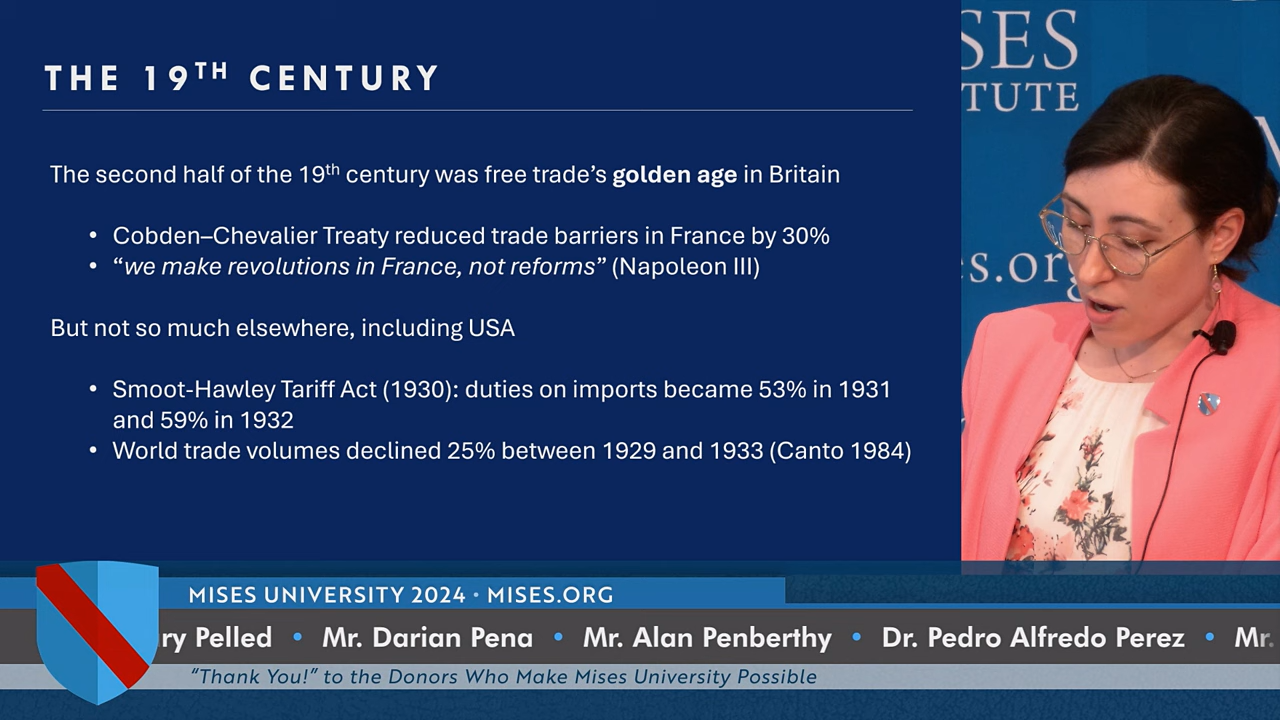 THE 19TH CENTURY
The second half of the 19th century was free trade’s golden age in Britain
• Cobden–Chevalier Treaty reduced trade barriers in France by 30%
• “we make revolutions in France, not reforms” (Napoleon III)
But not so much elsewhere, including USA
• Smoot-Hawley Tariff Act (1930): duties on imports became 53% in 1931
and 59% in 1932
• World trade volumes declined 25% between 1929 and 1933 (Canto 1984)
SES
TUTE
es.org
MISES UNIVERSITY 2024 • MISES.ORG
ry Pelled • Mr. Darian Pena • Mr. Alan Penberthy • Dr. Pedro Alfredo Perez • Mr.
“Thank You!” to the Donors Who Make Mises University Possible